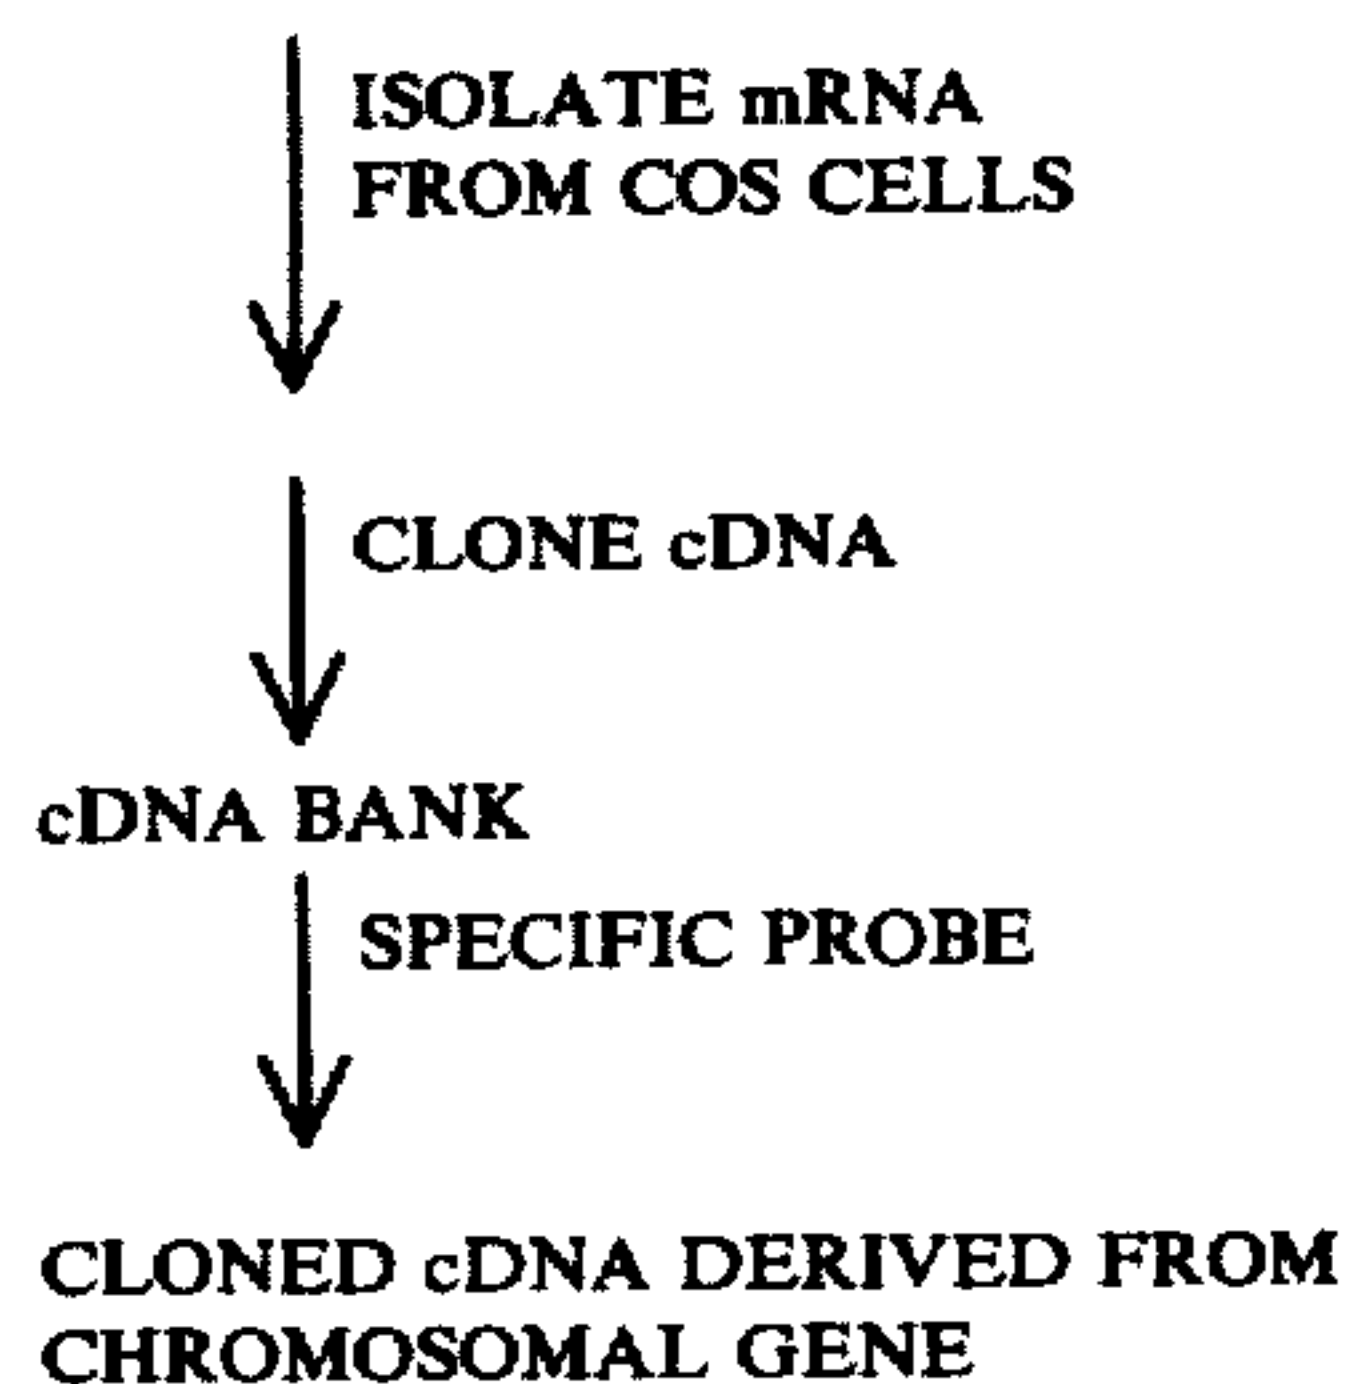 ISOLATE mRNA
FROM COS CELLS
CLONE cDNA
cDNA BANK
SPECIFIC PROBE
CLONED cDNA DERIVED FROM
CHROMOSOMAL GENE